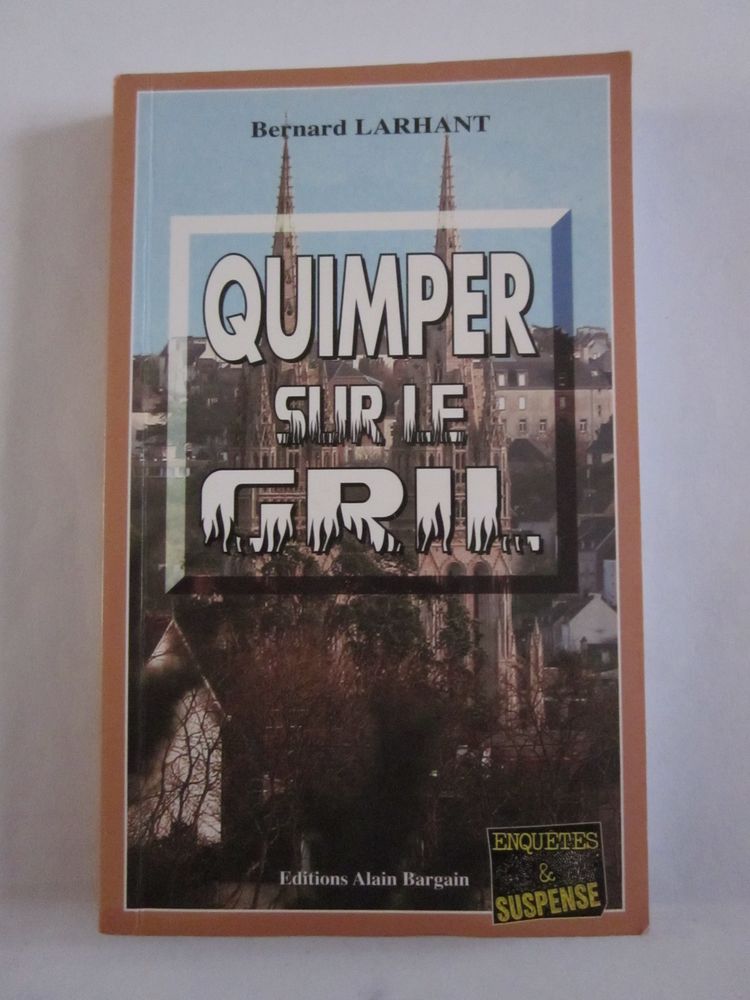 Bernard LARHANT
QUIMPER
SUR LE
GRIL...
Editions Alain Bargain
ENQUÊTES
&
SUSPENSE